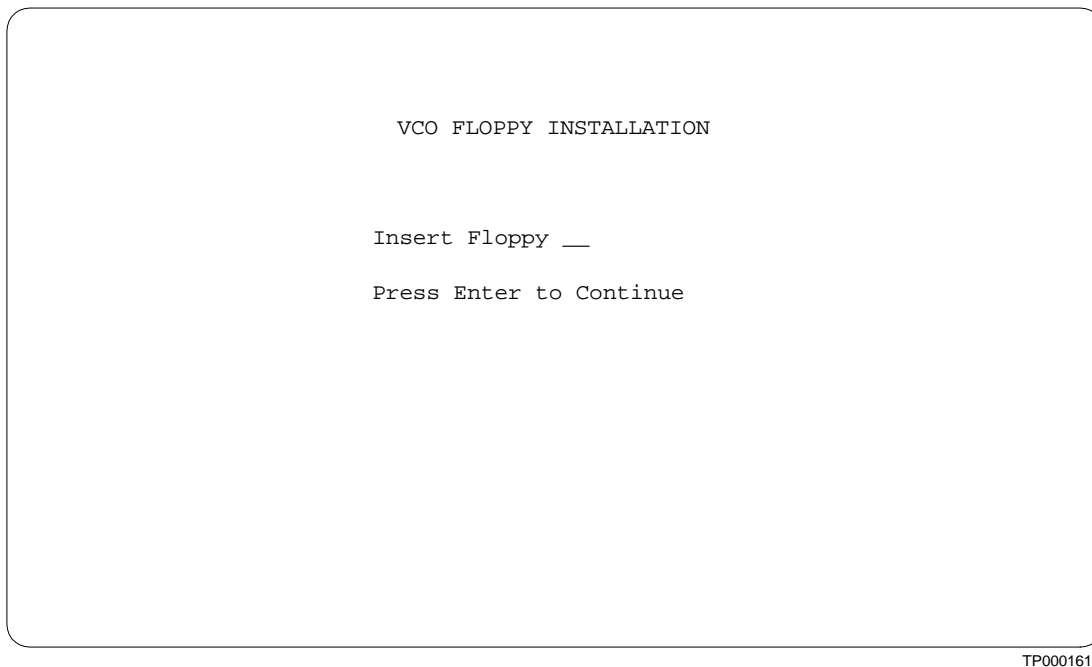 VCO FLOPPY INSTALLATION
Insert Floppy __
Press Enter to Continue
TP000161